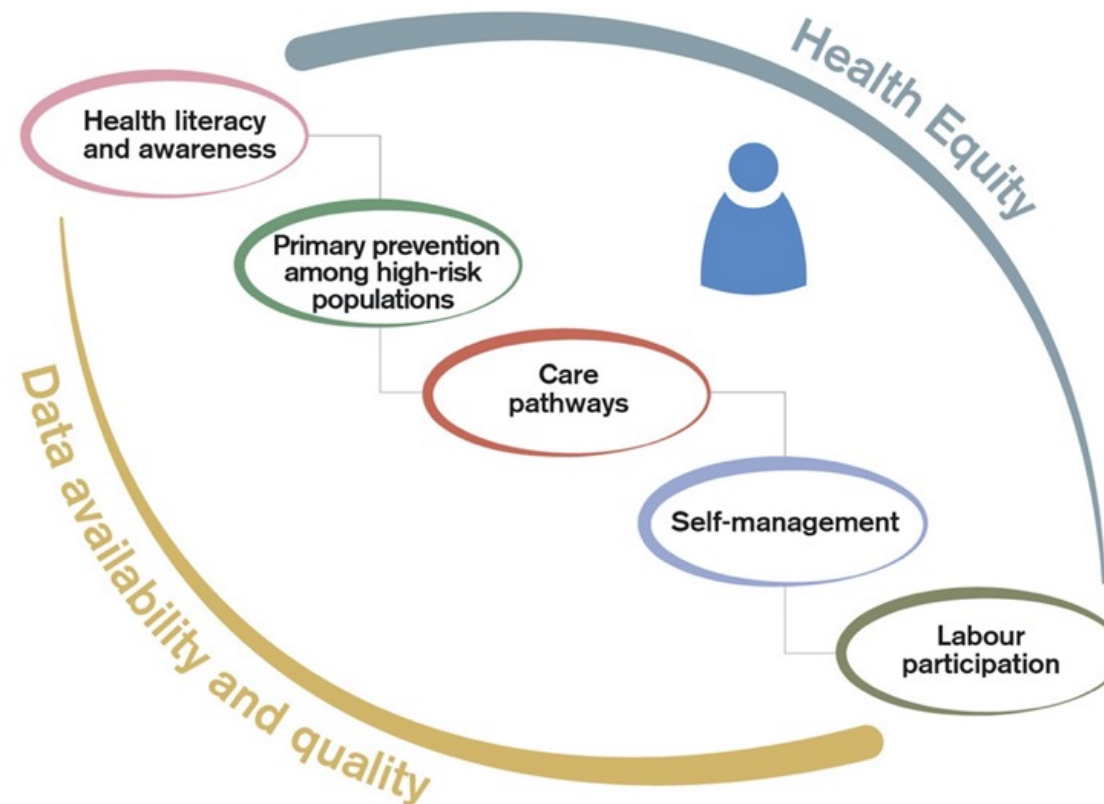 Health Equity
Health literacy
and awareness
Primary prevention
among high-risk
populations
Care
pathways
Self-management
Labour
participation
Data availability and quality